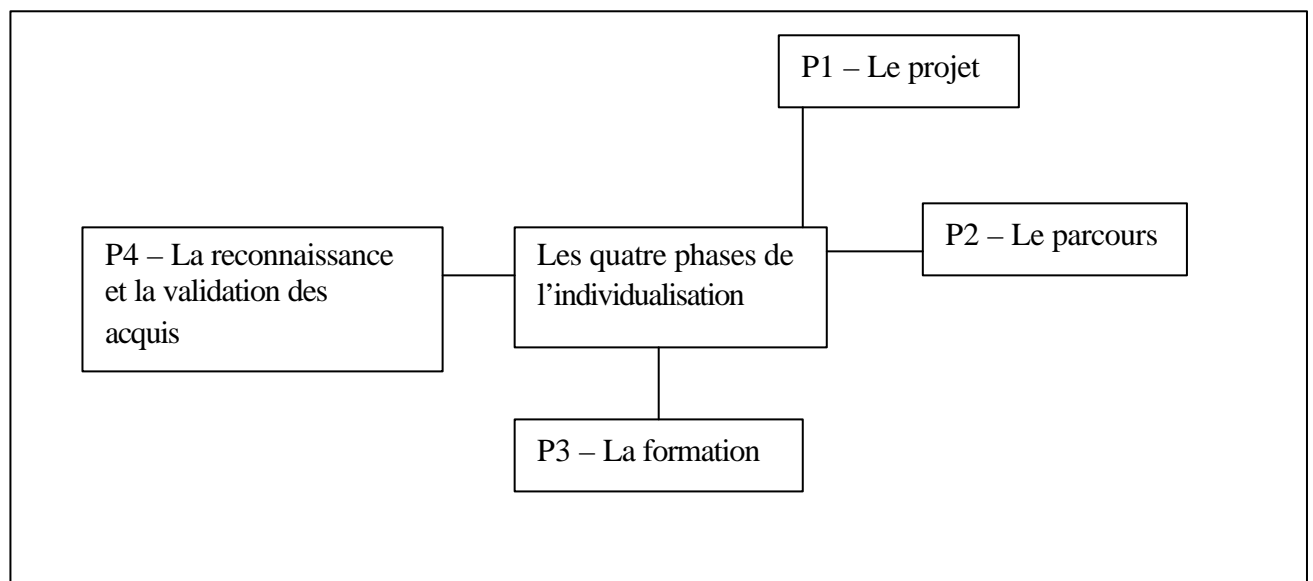 P1 – Le projet
P2 – Le parcours
P4 – La reconnaissance
et la validation des
acquis
Les quatre phases de
l’individualisation
P3 – La formation